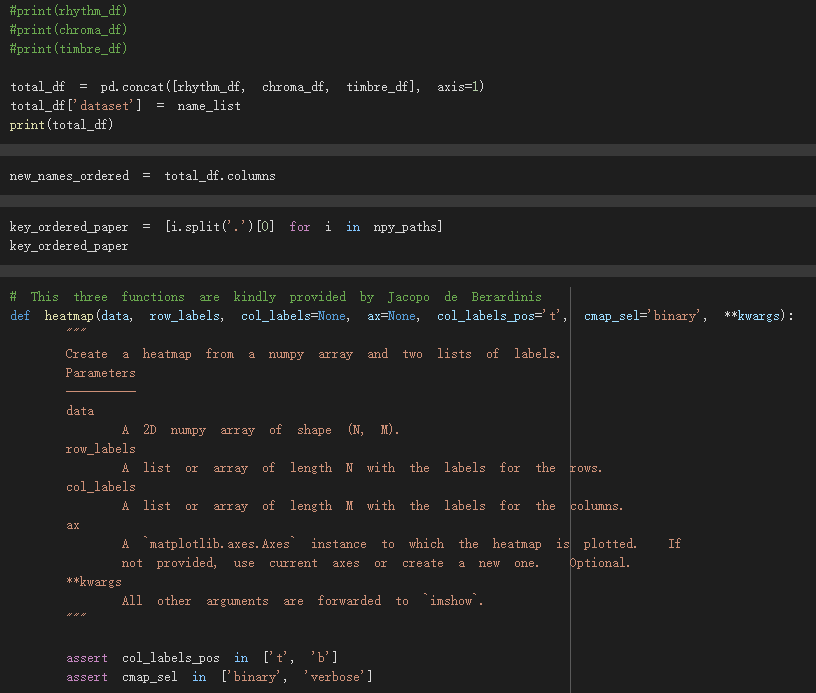 #print(rhythm_df)
#print(chroma_df)
#print(timbre_df)
total_df = pd.concat([rhythm_df, chroma_df, timbre_df], axis=1)
total_df['dataset'] = name_list
print(total_df)
new_names_ordered = total_df.columns
key_ordered_paper = [i.split('.')[0] for i in npy_paths]
key_ordered_paper
# This three functions are kindly provided by Jacopo de Berardinis
def heatmap(data, row_labels, col_labels=None, ax=None, col_labels_pos='t', cmap_sel='binary', **kwargs):
"""
Create a heatmap from a numpy array and two lists of labels.
Parameters
----------
data
A 2D numpy array of shape (N, M).
row_labels
A list or array of length N with the labels for the rows.
col_labels
A list or array of length M with the labels for the columns.
ax
A `matplotlib.axes.Axes` instance to which the heatmap is plotted. If
not provided, use current axes or create a new one. Optional.
**kwargs
All other arguments are forwarded to `imshow`.
"""
assert col_labels_pos in ['t', 'b']
assert cmap_sel in ['binary', 'verbose']